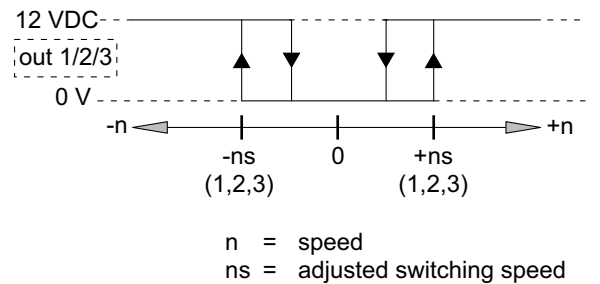 12 VDC
out 1/2/3
0 V
-n +n
-ns 0 +ns
(1,2,3) (1,2,3)
n = speed
ns = adjusted switching speed